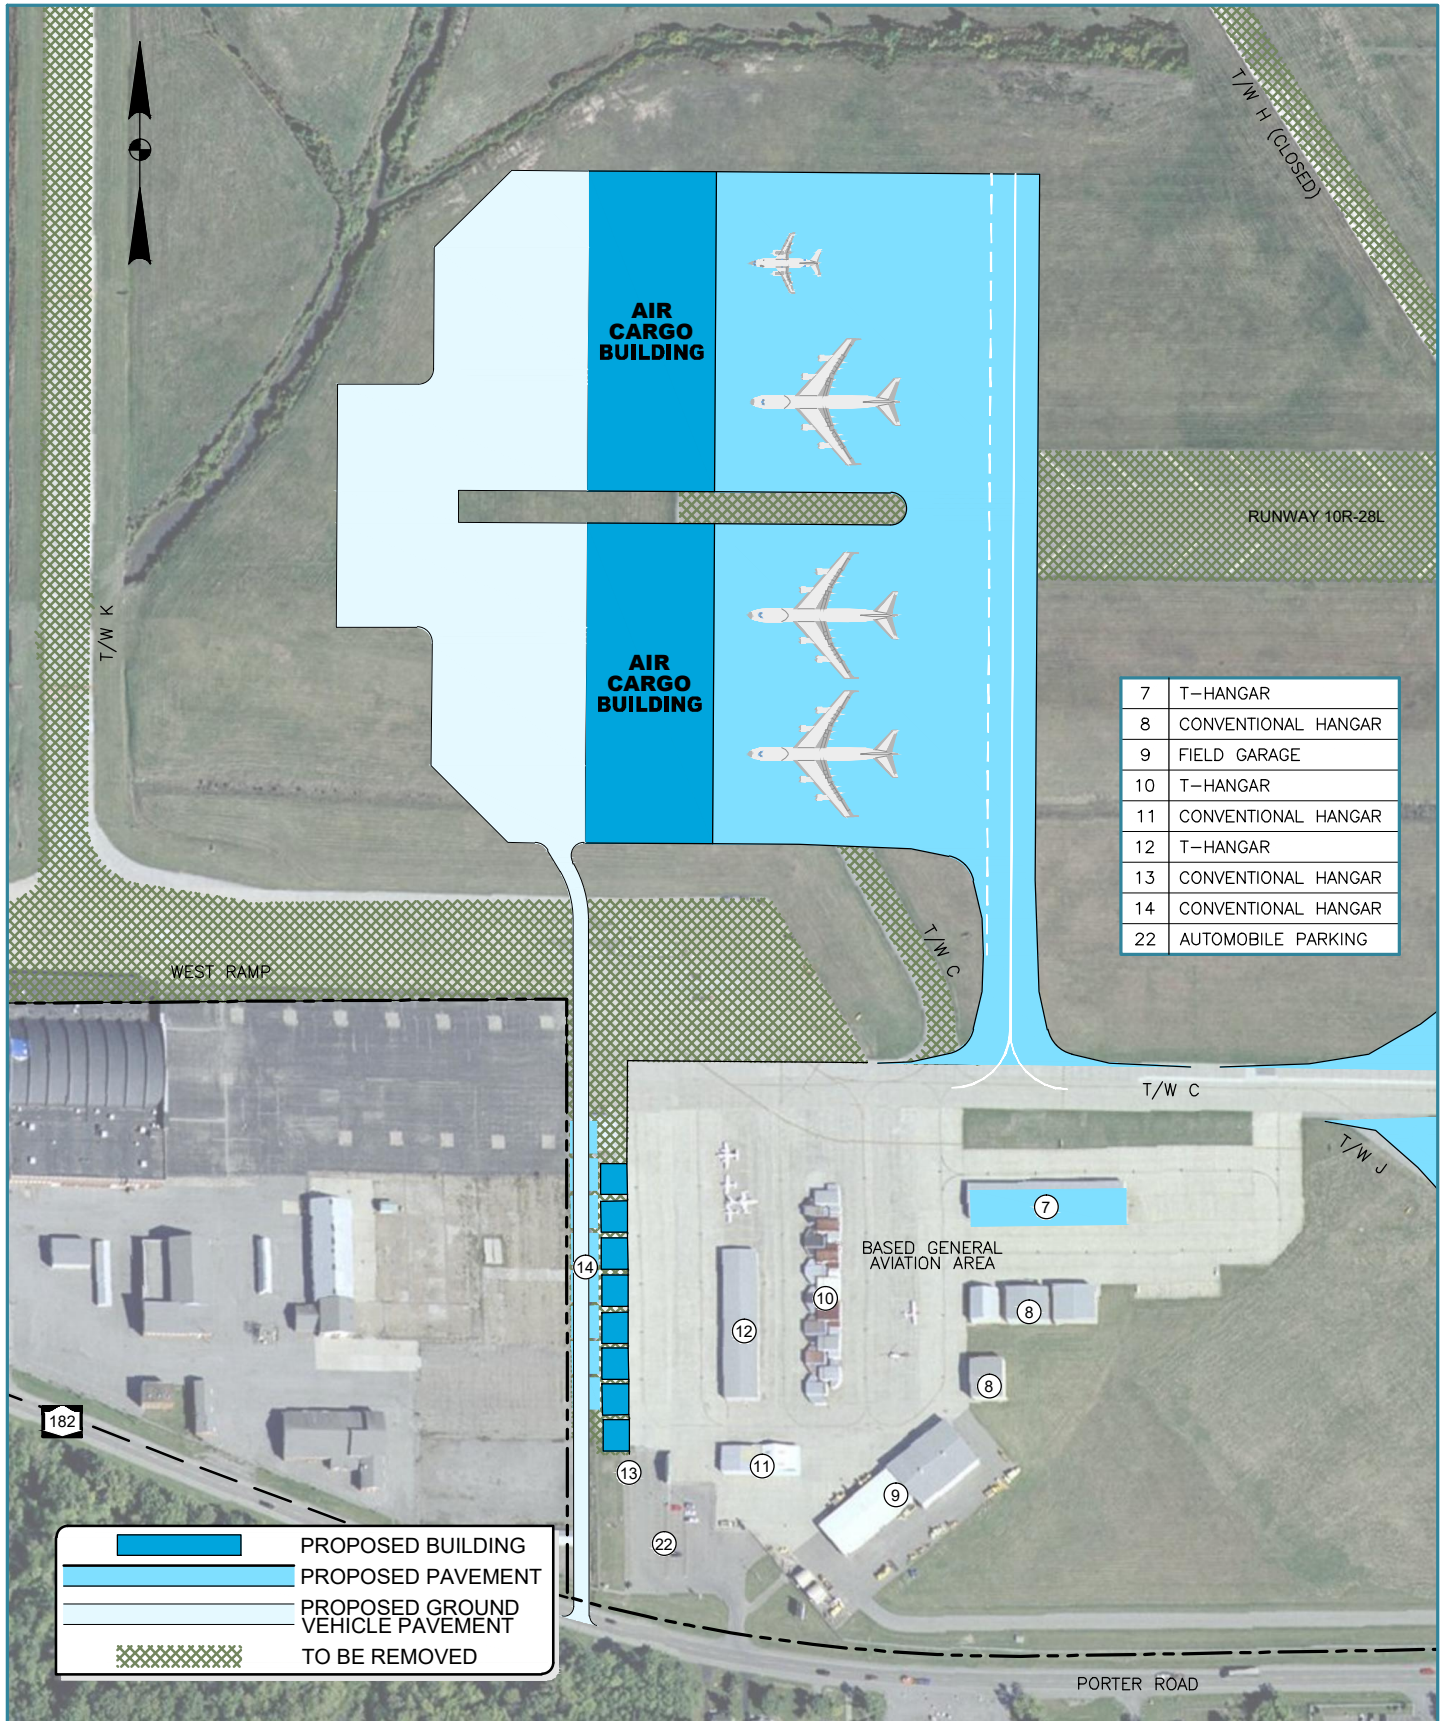 T/W H (CLOSED)
AIR
CARGO
BUILDING
RUNWAY 10R-28L
T/W K
AIR
CARGO
BUILDING
7 T-HANGAR
8 CONVENTIONAL HANGAR
9 FIELD GARAGE
10 T-HANGAR
11 CONVENTIONAL HANGAR
12 T-HANGAR
13 CONVENTIONAL HANGAR
14 CONVENTIONAL HANGAR
22 AUTOMOBILE PARKING
T/W C
WEST RAMP
T/W C
T/W J
7
BASED GENERAL
AVIATION AREA
14
10
8
12
8
182
11
13
9
22
PROPOSED BUILDING
PROPOSED PAVEMENT
PROPOSED GROUND
VEHICLE PAVEMENT
TO BE REMOVED
PORTER ROAD